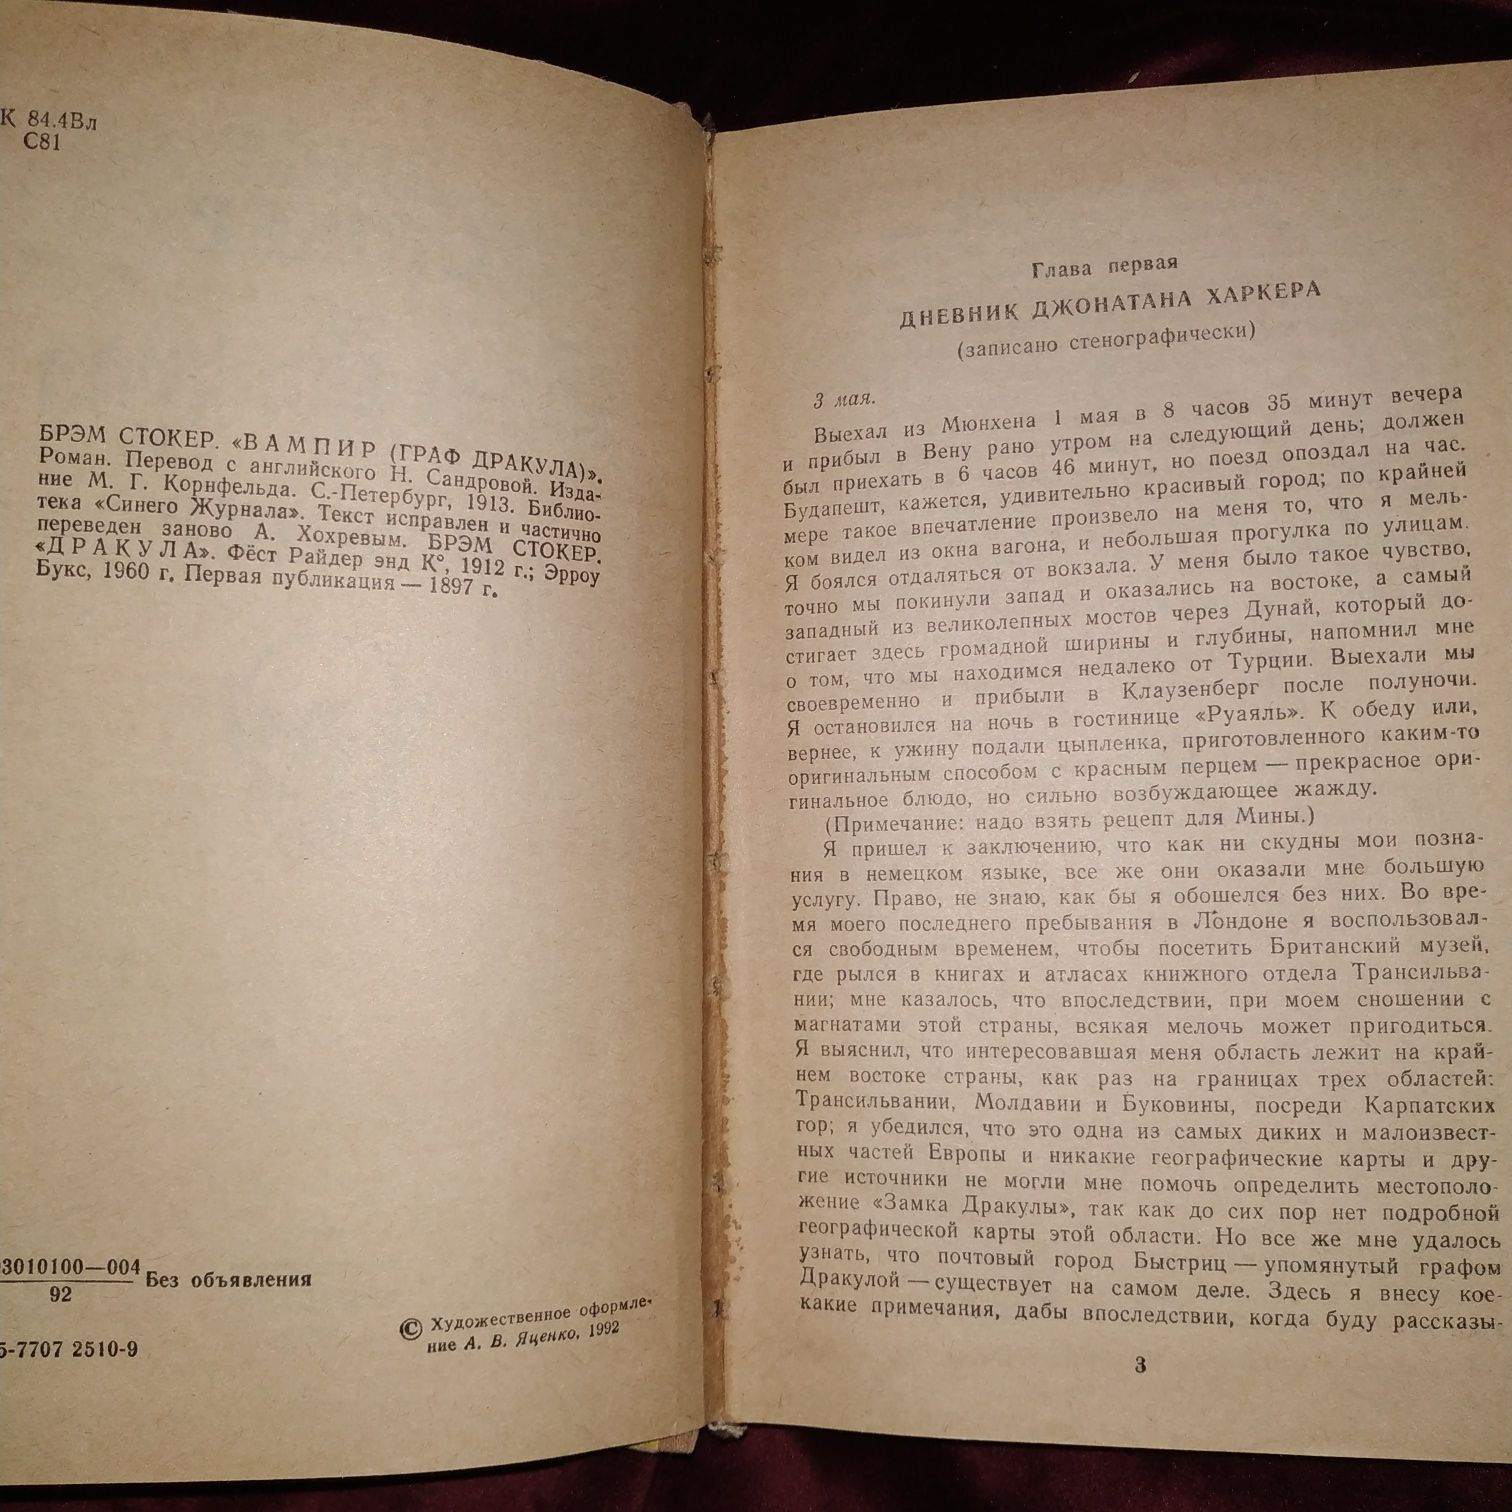 К 84.4Вл
С81
БРЭМ СТОКЕР. «ВАМПИР (ГРАФ ДРАКУЛА)».
Роман. Перевод с английского Н. Сандровой. Изда-
ние М. Г. Корнфельда. С.-Петербург, 1913. Библио-
тека «Синего Журнала». Текст исправлен и частично
переведен заново А. Хохревым. БРЭМ СТОКЕР.
«ДРАКУЛА». Фёст Райдер энд К°, 1912 г.; Эрроу
Букс, 1960 г. Первая публикация — 1897 г.
3010100—004
92
Без объявления
5-7707 2510-9
© Художественное оформле-
ние А. В. Яценко, 1992
Глава первая
ДНЕВНИК ДЖОНАТАНА ХАРКЕРА
(записано стенографически)
3 мая.
Выехал из Мюнхена 1 мая в 8 часов 35 минут вечера
и прибыл в Вену рано утром на следующий день; должен
был приехать в 6 часов 46 минут, но поезд опоздал на час.
Будапешт, кажется, удивительно красивый город; по крайней
мере такое впечатление произвело на меня то, что я мель-
ком видел из окна вагона, и небольшая прогулка по улицам.
Я боялся отдаляться от вокзала. У меня было такое чувство,
точно мы покинули запад и оказались на востоке, а самый
западный из великолепных мостов через Дунай, который до-
стигает здесь громадной ширины и глубины, напомнил мне
о том, что мы находимся недалеко от Турции. Выехали мы
своевременно и прибыли в Клаузенберг после полуночи.
Я остановился на ночь в гостинице «Руаяль». К обеду или,
вернее, к ужину подали цыпленка, приготовленного каким-то
оригинальным способом с красным перцем — прекрасное ори-
гинальное блюдо, но сильно возбуждающее жажду.
(Примечание: надо взять рецепт для Мины.)
Я пришел к заключению, что как ни скудны мои позна-
ния в немецком языке, все же они оказали мне большую
услугу. Право, не знаю, как бы я обошелся без них. Во вре-
мя моего последнего пребывания в Лондоне я воспользовал-
ся свободным временем, чтобы посетить Британский музей,
где рылся в книгах и атласах книжного отдела Трансильва-
нии; мне казалось, что впоследствии, при моем сношении с
магнатами этой страны, всякая мелочь может пригодиться.
Я выяснил, что интересовавшая меня область лежит на край-
нем востоке страны, как раз на границах трех областей:
Трансильвании, Молдавии и Буковины, посреди Карпатских
гор; я убедился, что это одна из самых диких и малоизвест-
ных частей Европы и никакие географические карты и дру-
гие источники не могли мне помочь определить местополо-
жение «Замка Дракулы», так как до сих пор нет подробной
географической карты этой области. Но все же мне удалось
узнать, что почтовый город Быстриц — упомянутый графом
Дракулой — существует на самом деле. Здесь я внесу кое-
какие примечания, дабы впоследствии, когда буду рассказы-
3